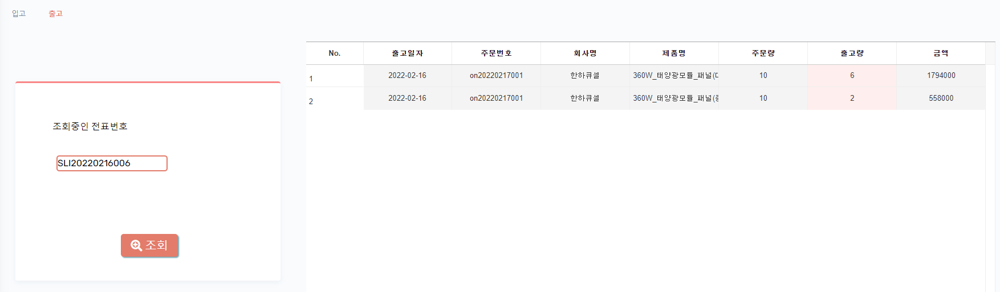 입고 출고
조회중인 전표번호
SLI20220216006
조회
No. 출고일자 주문번호 회사명 제품명 주문량 출고량 금액
1 2022-02-16 on20220217001 한하큐셀 360W_태양광모듈_패널( 10 6 1794000
2 2022-02-16 on20220217001 한하큐셀 360W_태양광모듈_패널( 10 2 558000